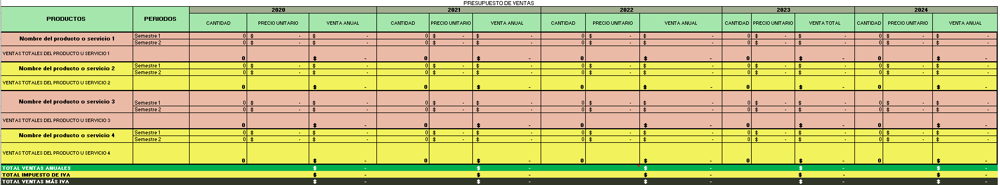 PRESUPUESTO DE VENTAS
PRODUCTOS PERIODOS 2020 2021 2022 2023 2024
CANTIDAD PRECIO UNITARIO VENTA ANUAL CANTIDAD PRECIO UNITARIO VENTA ANUAL CANTIDAD PRECIO UNITARIO VENTA ANUAL CANTIDAD PRECIO UNITARIO VENTA TOTAL CANTIDAD PRECIO UNITARIO VENTA ANUAL
Nombre del producto o servicio 1
Semestre 1 0 $ - $ - 0 $ - $ - 0 $ - $ - 0 $ - $ - 0 $ - $ -
Semestre 2 0 $ - $ - 0 $ - $ - 0 $ - $ - 0 $ - $ - 0 $ - $ -
VENTAS TOTALES DEL PRODUCTO U SERVICIO 1
0 $ - 0 $ - 0 $ - 0 $ - 0 $ -
Nombre del producto o servicio 2
Semestre 1 0 $ - $ - 0 $ - $ - 0 $ - $ - 0 $ - $ - 0 $ - $ -
Semestre 2 0 $ - $ - 0 $ - $ - 0 $ - $ - 0 $ - $ - 0 $ - $ -
VENTAS TOTALES DEL PRODUCTO U SERVICIO 2
0 $ - 0 $ - 0 $ - 0 $ - 0 $ -
Nombre del producto o servicio 3
Semestre 1 0 $ - $ - 0 $ - $ - 0 $ - $ - 0 $ - $ - 0 $ - $ -
Semestre 2 0 $ - $ - 0 $ - $ - 0 $ - $ - 0 $ - $ - 0 $ - $ -
VENTAS TOTALES DEL PRODUCTO U SERVICIO 3
0 $ - 0 $ - 0 $ - 0 $ - 0 $ -
Nombre del producto o servicio 4
Semestre 1 0 $ - $ - 0 $ - $ - 0 $ - $ - 0 $ - $ - 0 $ - $ -
Semestre 2 0 $ - $ - 0 $ - $ - 0 $ - $ - 0 $ - $ - 0 $ - $ -
VENTAS TOTALES DEL PRODUCTO U SERVICIO 4
0 $ - 0 $ - 0 $ - 0 $ - 0 $ -
TOTAL VENTAS ANUALES $ - $ - $ - $ - $ -
TOTAL IMPUESTO DE IVA $ - $ - $ - $ - $ -
TOTAL VENTAS MÁS IVA $ - $ - $ - $ - $ -